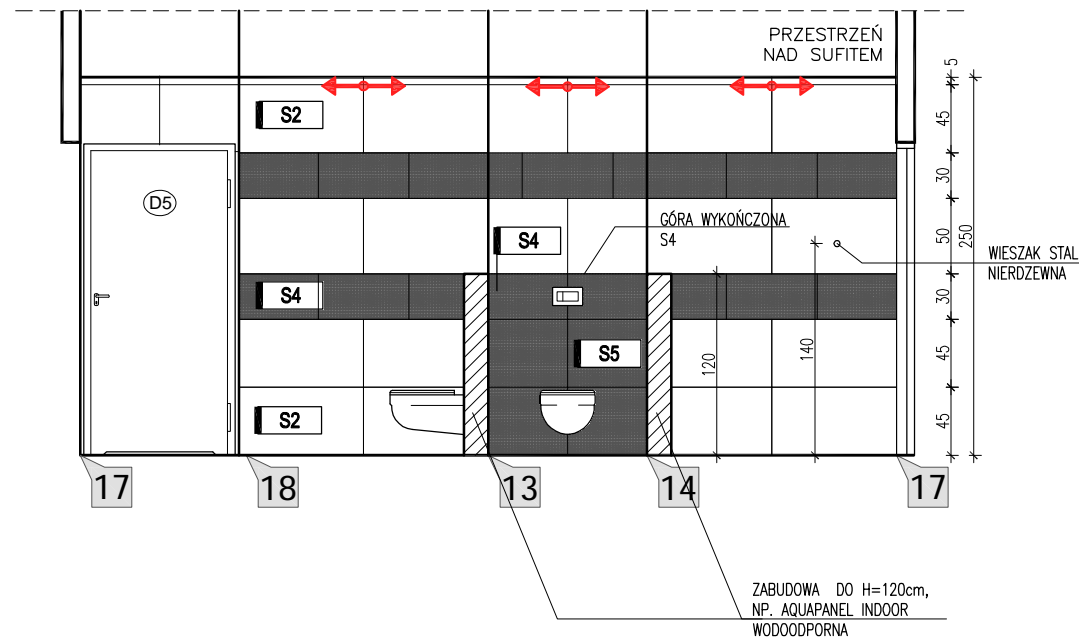 PRZESTRZEŃ
NAD SUFITEM
5
S2
45
D5
30
GÓRA WYKOŃCZONA
S4
S4
50
250
WIESZAK STAL
NIERDZEWNA
S4
30
S5
120
140
45
S2
45
17
18
13
14
17
ZABUDOWA DO H=120cm,
NP. AQUAPANEL INDOOR
WODOODPORNA